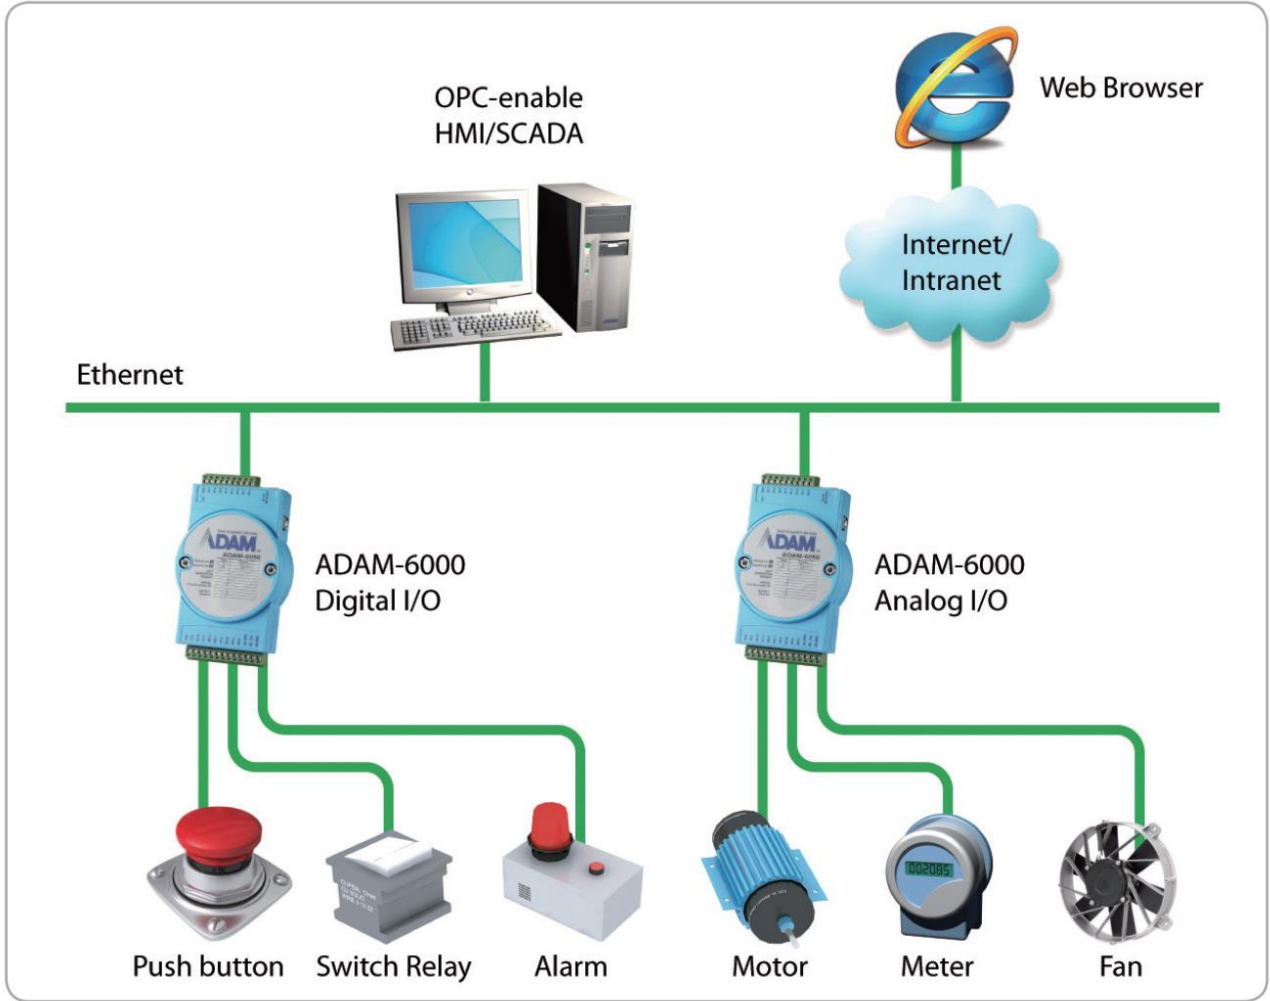 OPC-enable
HMI/SCADA
Web Browser
Internet/
Intranet
Ethernet
ADAM
ADAM-6000
Digital I/O
ADAM
ADAM-6000
Analog I/O
002085
Push button
Switch Relay
Alarm
Motor
Meter
Fan